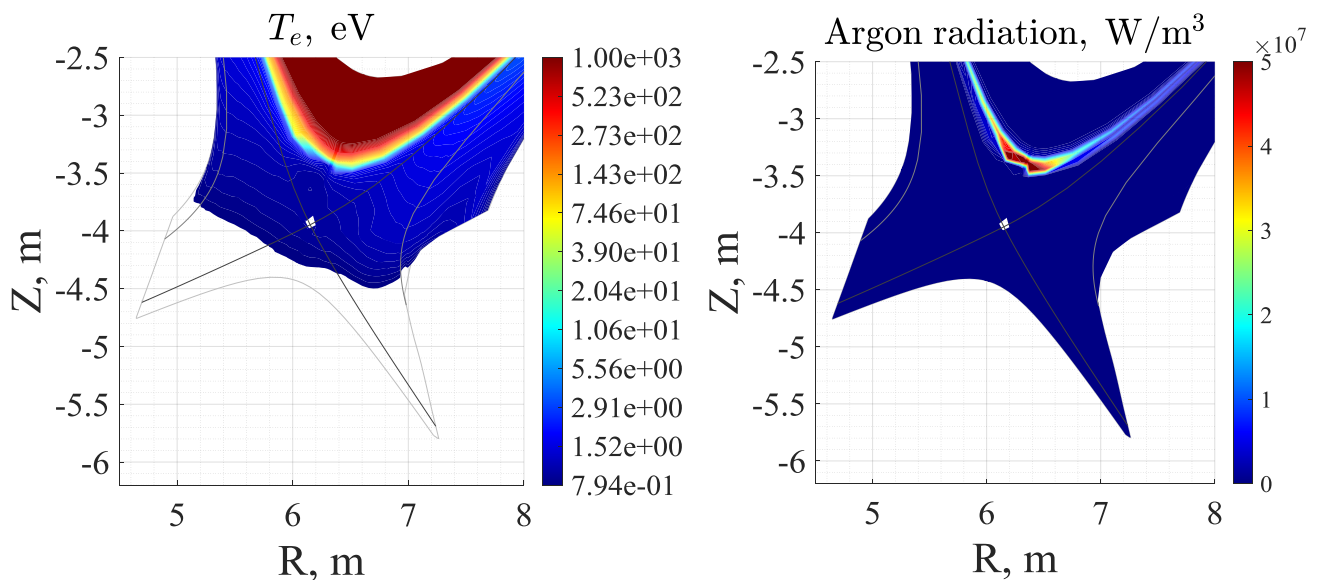 T_e, eV
-2.5
-3
-3.5
-4
-4.5
-5
-5.5
-6
Z, m
5 6 7 8
R, m
1.00e+03
5.23e+02
2.73e+02
1.43e+02
7.46e+01
3.90e+01
2.04e+01
1.06e+01
5.56e+00
2.91e+00
1.52e+00
7.94e-01
Argon radiation, W/m³
-2.5
-3
-3.5
-4
-4.5
-5
-5.5
-6
Z, m
5 6 7 8
R, m
×10⁷
5
4
3
2
1
0